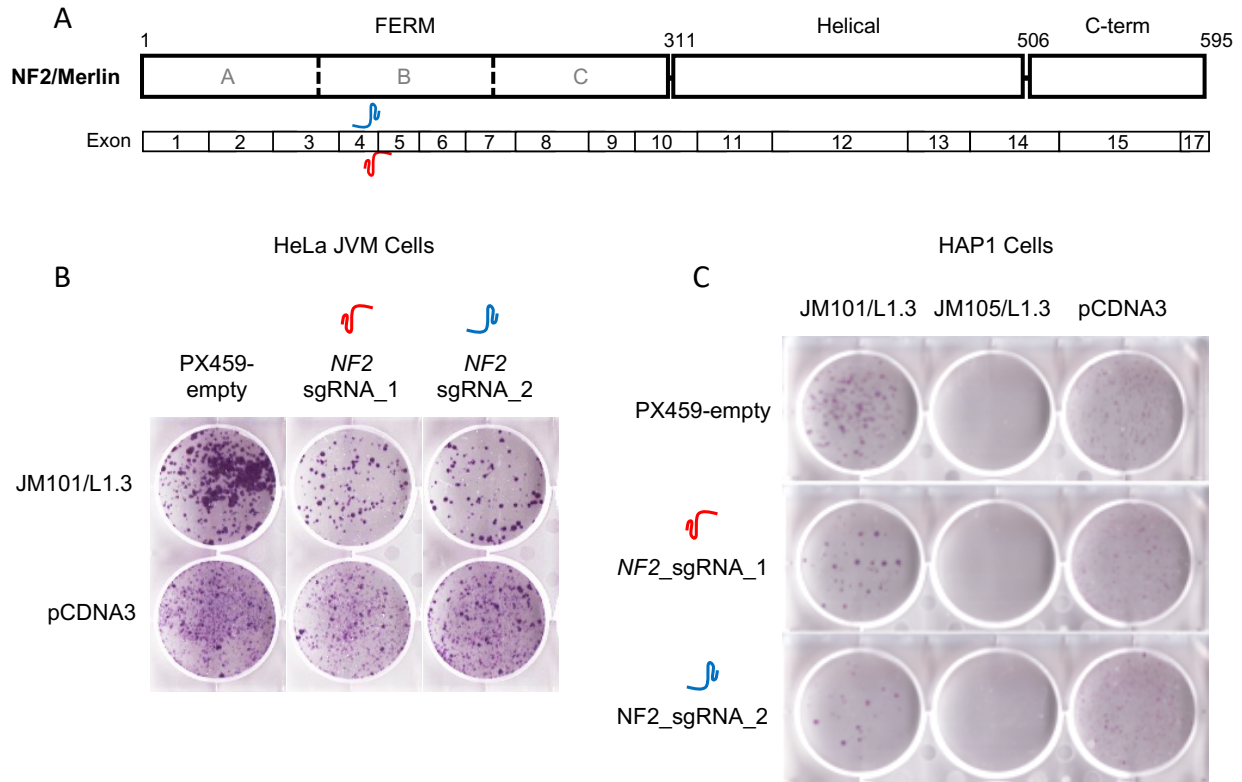 A
1 FERM 311 Helical 506 C-term 595
NF2/Merlin A B C
Exon 1 2 3 4 5 6 7 8 9 10 11 12 13 14 15 17
HeLa JVM Cells
B
PX459-
empty
NF2
sgRNA_1
NF2
sgRNA_2
JM101/L1.3
pCDNA3
HAP1 Cells
C
JM101/L1.3 JM105/L1.3 pCDNA3
PX459-empty
NF2_sgRNA_1
NF2_sgRNA_2